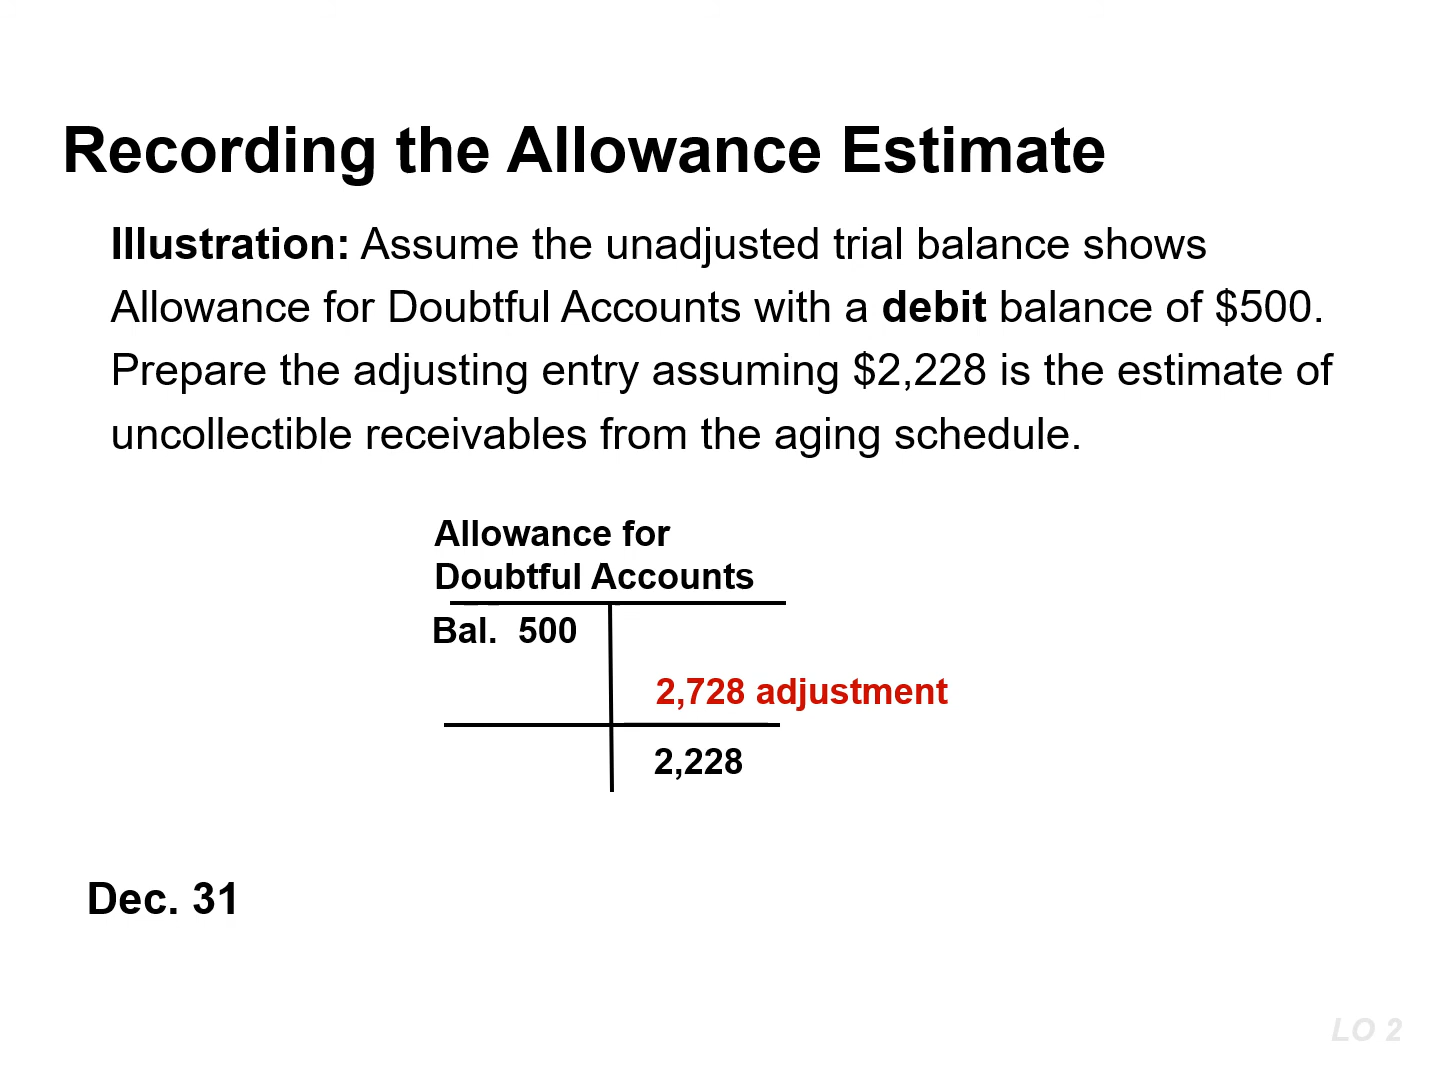 Recording the Allowance Estimate
Illustration: Assume the unadjusted trial balance shows
Allowance for Doubtful Accounts with a debit balance of $500.
Prepare the adjusting entry assuming $2,228 is the estimate of
uncollectible receivables from the aging schedule.
Allowance for
Doubtful Accounts
Bal. 500
2,728 adjustment
2,228
Dec. 31
LO 2